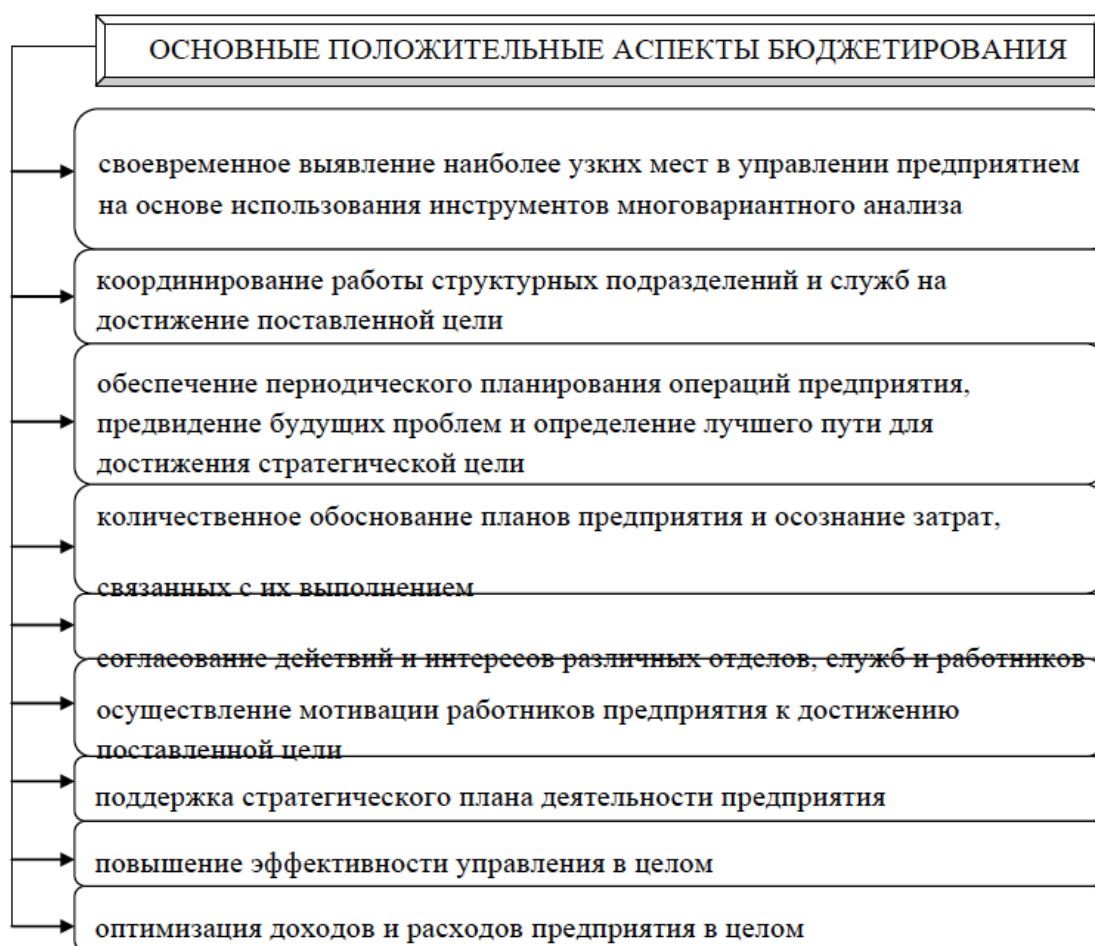 ОСНОВНЫЕ ПОЛОЖИТЕЛЬНЫЕ АСПЕКТЫ БЮДЖЕТИРОВАНИЯ
своевременное выявление наиболее узких мест в управлении предприятием
на основе использования инструментов многовариантного анализа
координирование работы структурных подразделений и служб на
достижение поставленной цели
обеспечение периодического планирования операций предприятия,
предвидение будущих проблем и определение лучшего пути для
достижения стратегической цели
количественное обоснование планов предприятия и осознание затрат,
связанных с их выполнением
согласование действий и интересов различных отделов, служб и работников
осуществление мотивации работников предприятия к достижению
поставленной цели
поддержка стратегического плана деятельности предприятия
повышение эффективности управления в целом
оптимизация доходов и расходов предприятия в целом